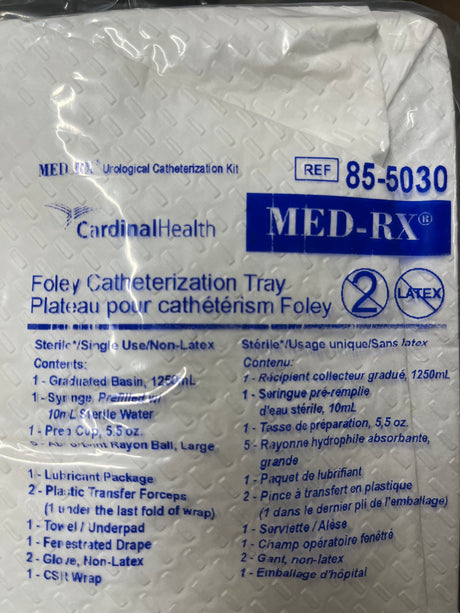 MED-RX® Urological Catheterization Kit
REF 85-5030
CardinalHealth
MED-RX®
Foley Catheterization Tray
Plateau pour cathétérism Foley
2
LATEX
Sterile*/Single Use/Non-Latex
Contents:
1 - Graduated Basin, 1250mL
1 - Syringe, Prefilled w/
10mL Sterile Water
1 - Prep Cup, 5,5 oz.
5 - Absorbent Rayon Ball, Large
1 - Lubricant Package
2 - Plastic Transfer Forceps
(1 under the last fold of wrap)
1 - Towel / Underpad
1 - Fenestrated Drape
2 - Glove, Non-Latex
1 - CSR Wrap
Stérile*/Usage unique/Sans latex
Contenu:
1 - Récipient collecteur gradué, 1250mL
1 - Seringue pré-remplie
d'eau stérile, 10mL
1 - Tasse de préparation, 5,5 oz.
5 - Rayonne hydrophile absorbante,
grande
1 - Paquet de lubrifiant
2 - Pince à transfert en plastique
(1 dans le dernier pli de l'emballage)
1 - Serviette / Alèse
1 - Champ opératoire fenêtré
2 - Gant, non-latex
1 - Emballage d'hôpital